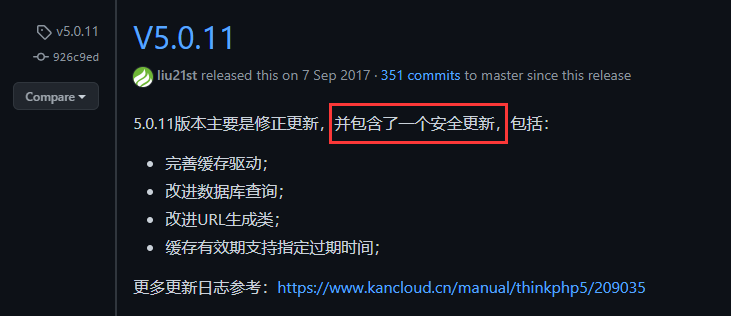 v5.0.11
926c9ed
Compare
V5.0.11
liu21st released this on 7 Sep 2017 · 351 commits to master since this release
5.0.11版本主要是修正更新，并包含了一个安全更新，包括：
完善缓存驱动；
改进数据库查询；
改进URL生成类；
缓存有效期支持指定过期时间；
更多更新日志参考：https://www.kancloud.cn/manual/thinkphp5/209035